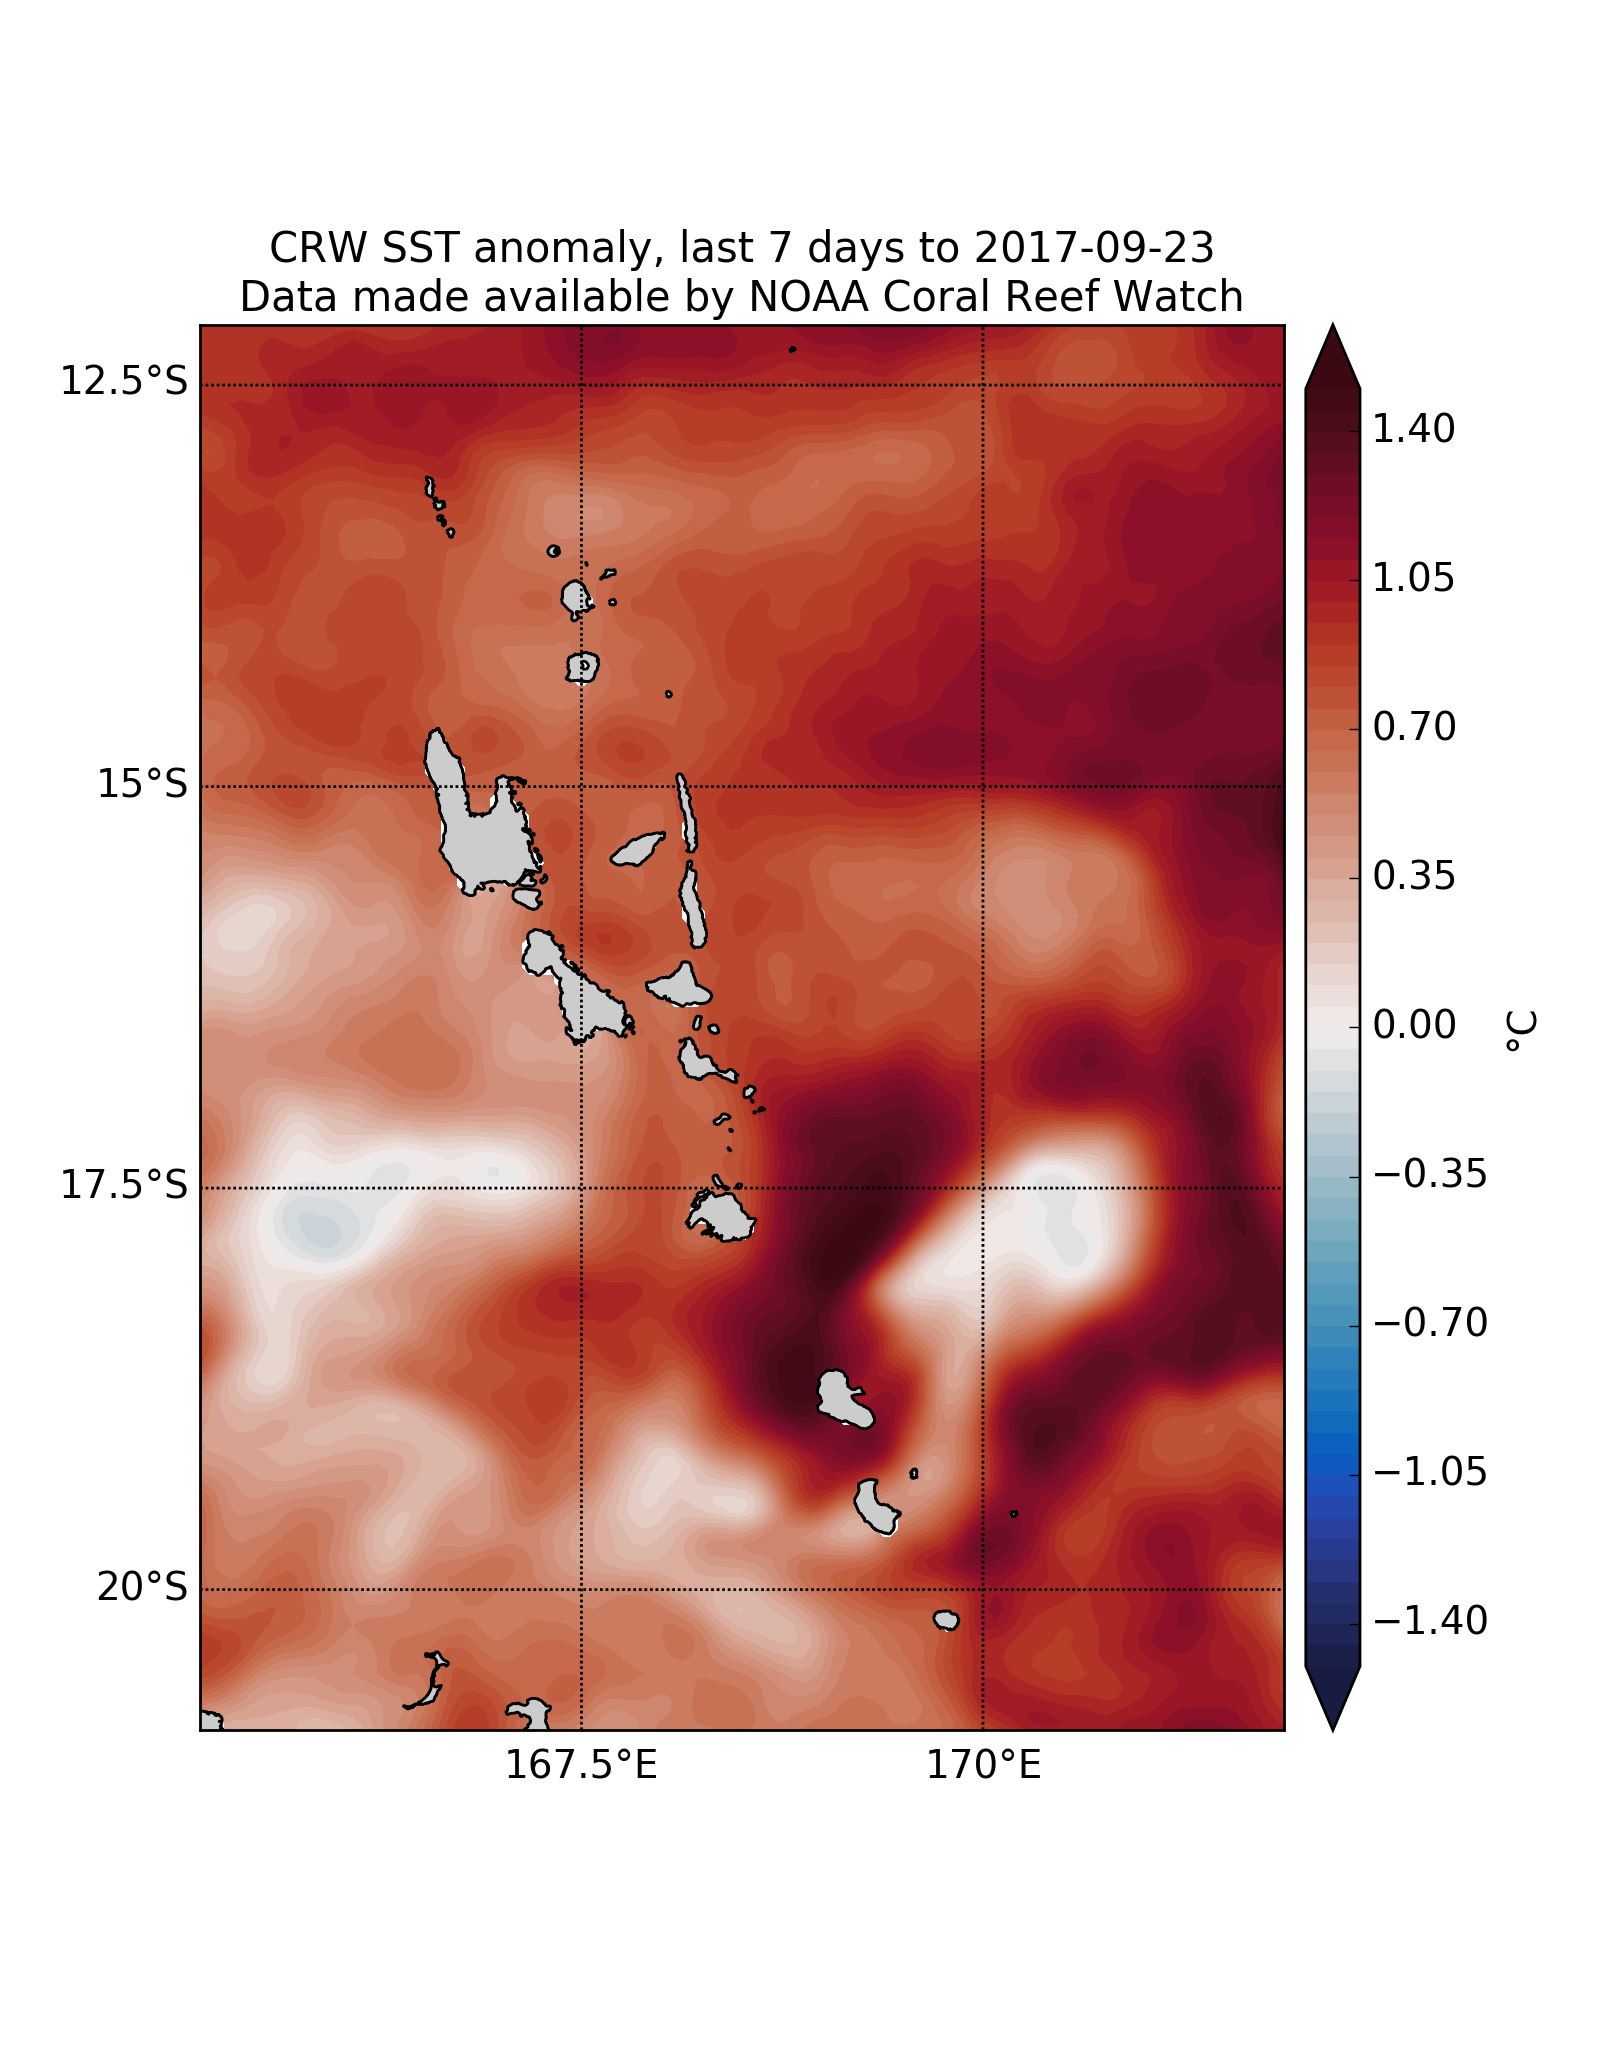 CRW SST anomaly, last 7 days to 2017-09-23
Data made available by NOAA Coral Reef Watch
12.5°S
15°S
17.5°S
20°S
167.5°E
170°E
1.40
1.05
0.70
0.35
0.00
−0.35
−0.70
−1.05
−1.40
°C